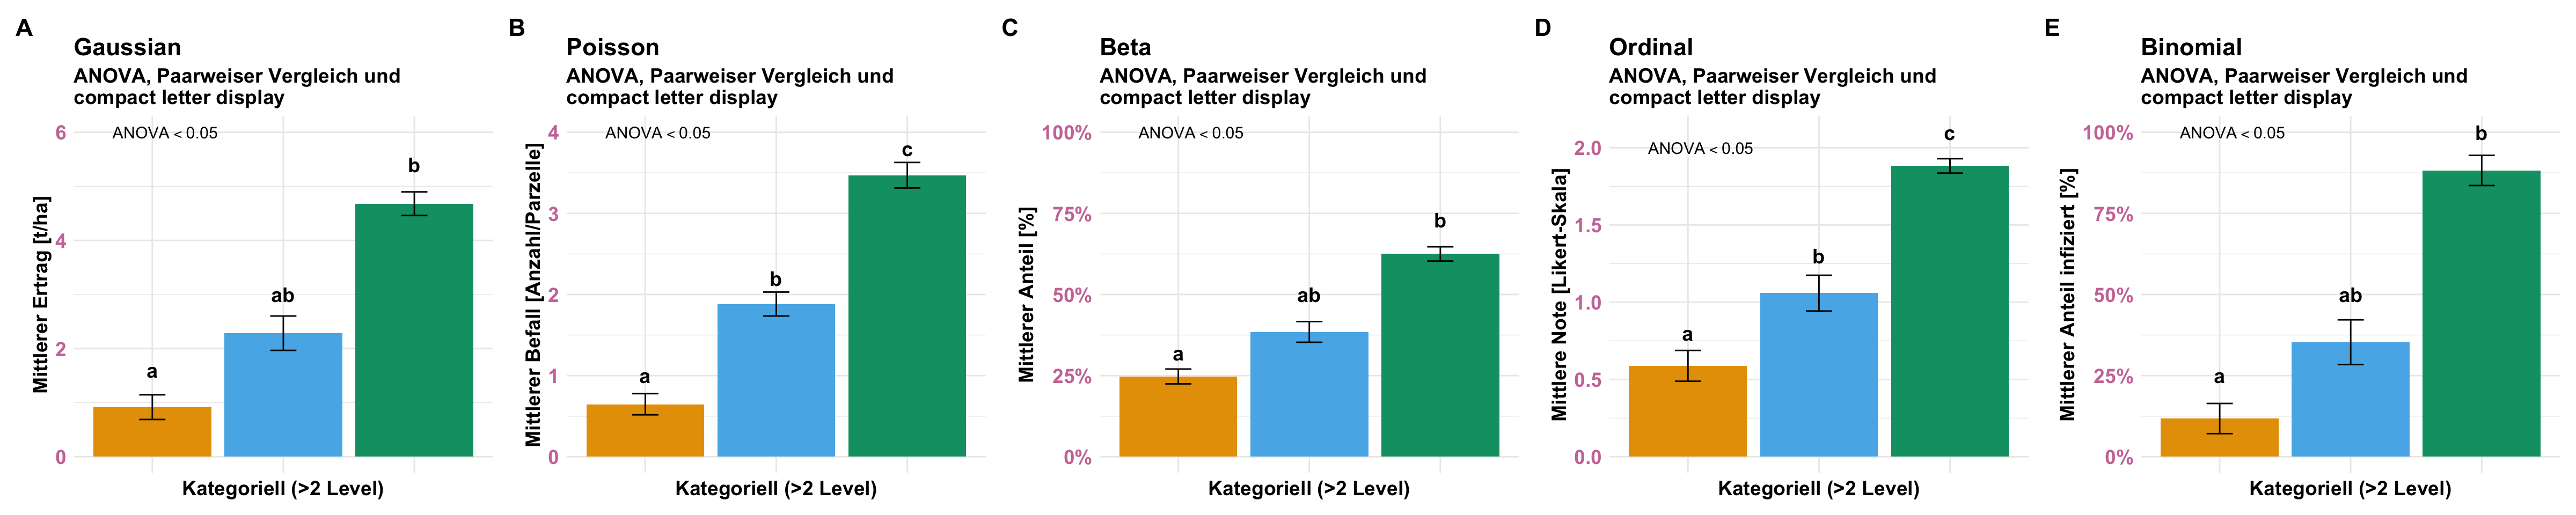 A
Gaussian
ANOVA, Paarweiser Vergleich und
compact letter display
ANOVA < 0.05
6
4
2
0
Mittlerer Ertrag [t/ha]
a
ab
b
Kategoriell (>2 Level)
B
Poisson
ANOVA, Paarweiser Vergleich und
compact letter display
ANOVA < 0.05
4
3
2
1
0
Mittlerer Befall [Anzahl/Parzelle]
a
b
c
Kategoriell (>2 Level)
C
Beta
ANOVA, Paarweiser Vergleich und
compact letter display
ANOVA < 0.05
100%
75%
50%
25%
0%
Mittlerer Anteil [%]
a
ab
b
Kategoriell (>2 Level)
D
Ordinal
ANOVA, Paarweiser Vergleich und
compact letter display
ANOVA < 0.05
2.0
1.5
1.0
0.5
0.0
Mittlere Note [Likert-Skala]
a
b
c
Kategoriell (>2 Level)
E
Binomial
ANOVA, Paarweiser Vergleich und
compact letter display
ANOVA < 0.05
100%
75%
50%
25%
0%
Mittlerer Anteil infiziert [%]
a
ab
b
Kategoriell (>2 Level)